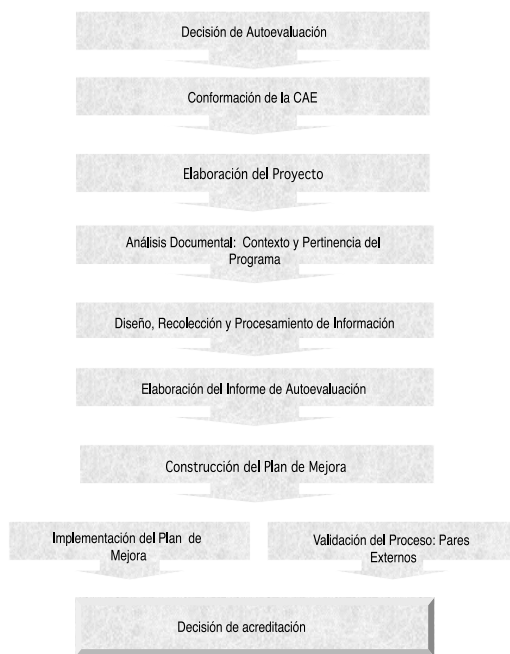 Decisión de Autoevaluación
Conformación de la CAE
Elaboración del Proyecto
Análisis Documental:  Contexto y Pertinencia del
Programa
Diseño, Recolección y Procesamiento de Información
Elaboración del Informe de Autoevaluación
Construcción del Plan de Mejora
Implementación del Plan  de
Mejora
Validación del Proceso: Pares
Externos
Decisión de acreditación